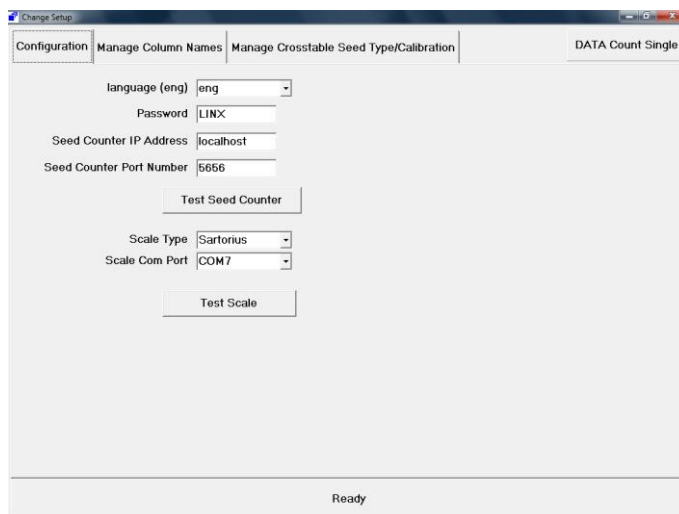 Change Setup
Configuration Manage Column Names Manage Crosstable Seed Type/Calibration DATA Count Single
language (eng) eng
Password LINX
Seed Counter IP Address localhost
Seed Counter Port Number 5656
Test Seed Counter
Scale Type Sartorius
Scale Com Port COM7
Test Scale
Ready